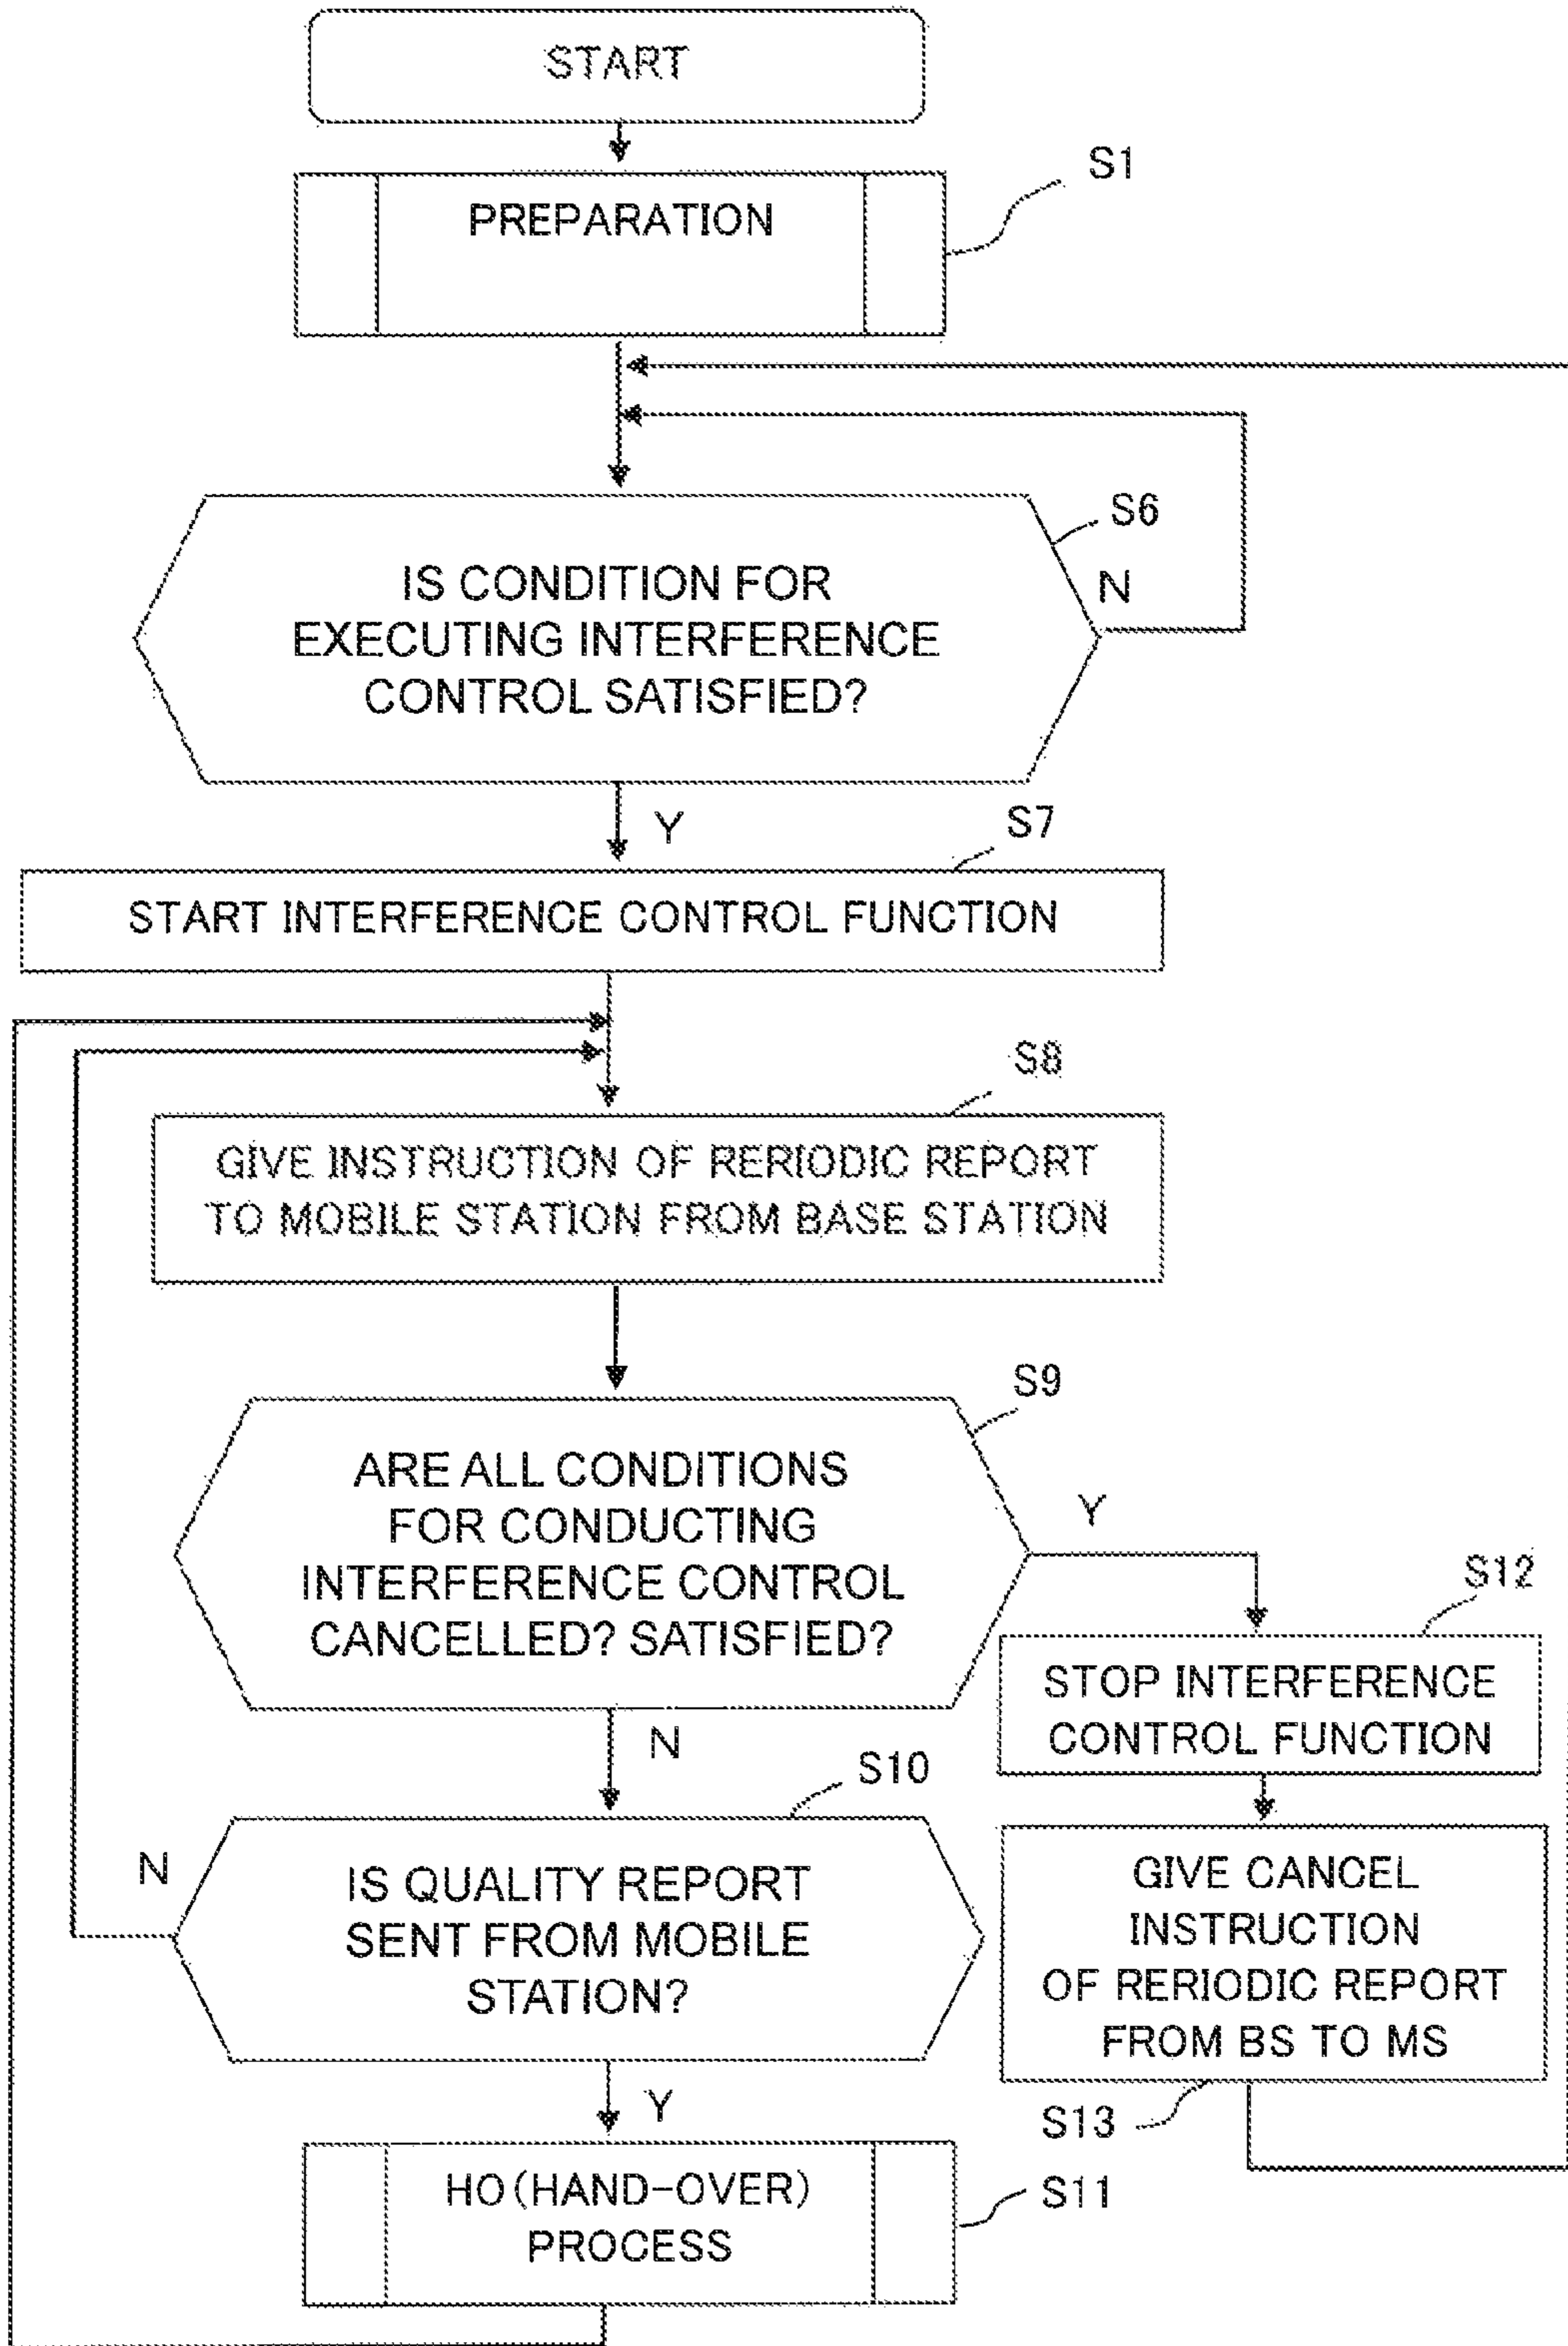 START
S1
PREPARATION
S6
IS CONDITION FOR
EXECUTING INTERFERENCE
CONTROL SATISFIED?
N
Y
S7
START INTERFERENCE CONTROL FUNCTION
S8
GIVE INSTRUCTION OF RERIODIC REPORT
TO MOBILE STATION FROM BASE STATION
S9
ARE ALL CONDITIONS
FOR CONDUCTING
INTERFERENCE CONTROL
CANCELLED? SATISFIED?
Y
N
S12
STOP INTERFERENCE
CONTROL FUNCTION
S10
N
IS QUALITY REPORT
SENT FROM MOBILE
STATION?
Y
GIVE CANCEL
INSTRUCTION
OF RERIODIC REPORT
FROM BS TO MS
S13
HO(HAND-OVER)
PROCESS
S11